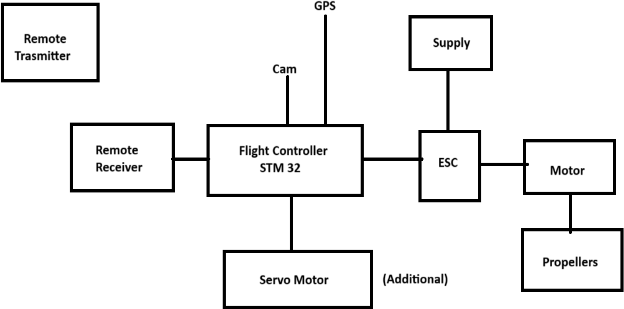 GPS
Remote
Trasmitter
Supply
Cam
Remote
Receiver
Flight Controller
STM 32
ESC
Motor
Servo Motor
(Additional)
Propellers